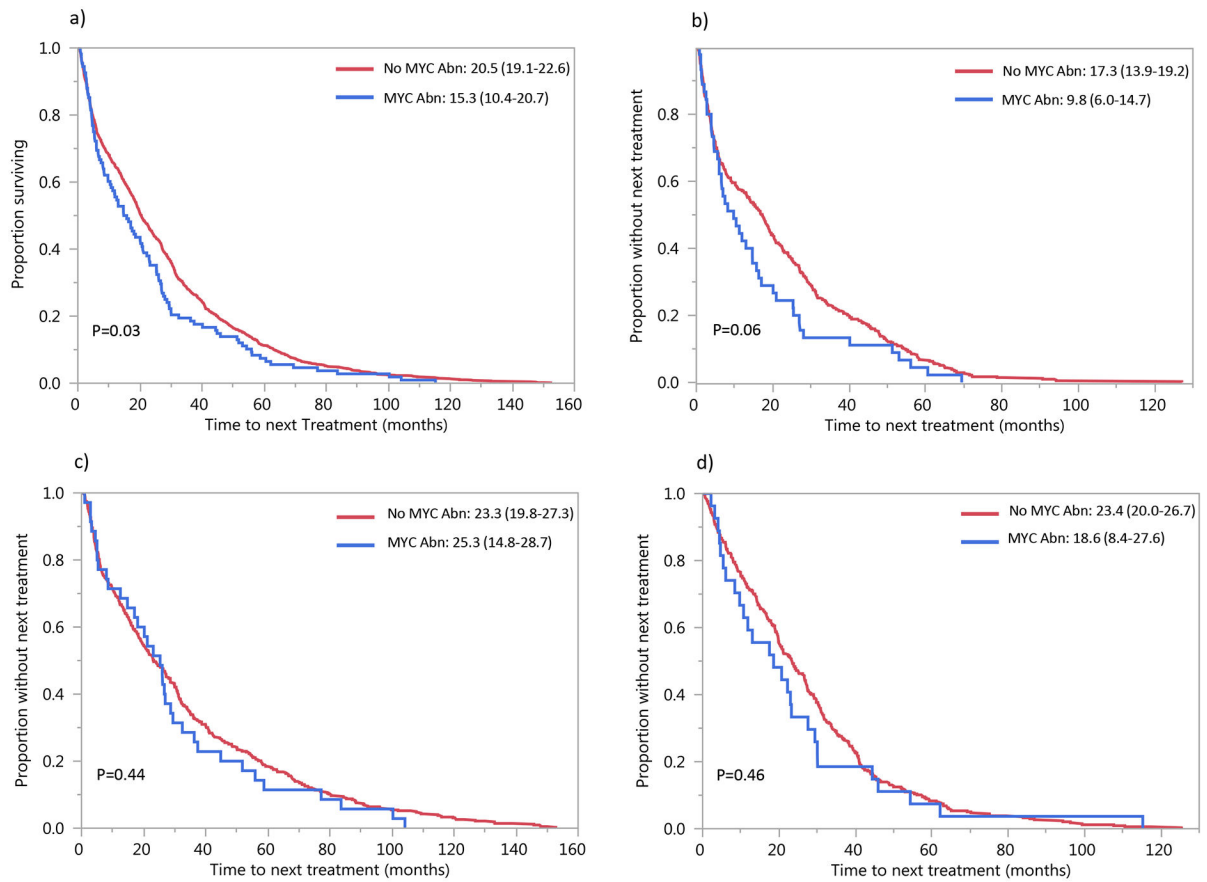 a)
Proportion surviving
1.0
0.8
0.6
0.4
0.2
0.0
No MYC Abn: 20.5 (19.1-22.6)
MYC Abn: 15.3 (10.4-20.7)
P=0.03
0 20 40 60 80 100 120 140 160
Time to next Treatment (months)
b)
Proportion without next treatment
0.8
0.6
0.4
0.2
0.0
No MYC Abn: 17.3 (13.9-19.2)
MYC Abn: 9.8 (6.0-14.7)
P=0.06
0 20 40 60 80 100 120
Time to next treatment (months)
c)
Proportion without next treatment
1.0
0.8
0.6
0.4
0.2
0.0
No MYC Abn: 23.3 (19.8-27.3)
MYC Abn: 25.3 (14.8-28.7)
P=0.44
0 20 40 60 80 100 120 140 160
Time to next treatment (months)
d)
Proportion without next treatment
1.0
0.8
0.6
0.4
0.2
0.0
No MYC Abn: 23.4 (20.0-26.7)
MYC Abn: 18.6 (8.4-27.6)
P=0.46
0 20 40 60 80 100 120
Time to next treatment (months)